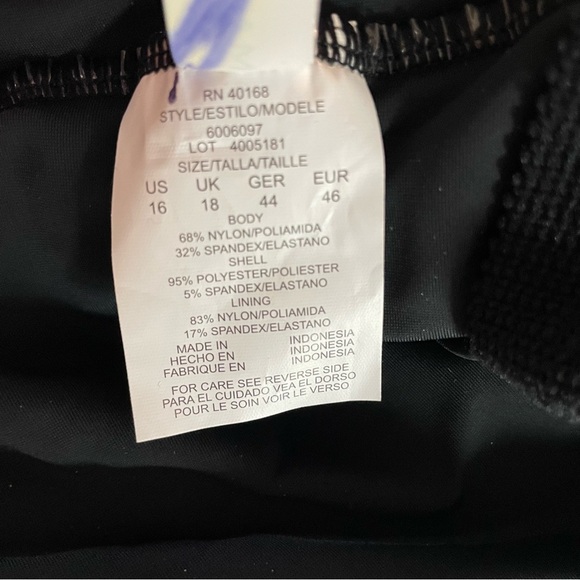 RN 40168
STYLE/ESTILO/MODELE
6006097
LOT 4005181
SIZE/TALLA/TAILLE
US UK GER EUR
16 18 44 46
BODY
68% NYLON/POLIAMIDA
32% SPANDEX/ELASTANO
SHELL
95% POLYESTER/POLIESTER
5% SPANDEX/ELASTANO
LINING
83% NYLON/POLIAMIDA
17% SPANDEX/ELASTANO
MADE IN INDONESIA
HECHO EN INDONESIA
FABRIQUE EN INDONESIA
FOR CARE SEE REVERSE SIDE
PARA EL CUIDADO VEA EL DORSO
POUR LE SOIN VOIR LE VERSO